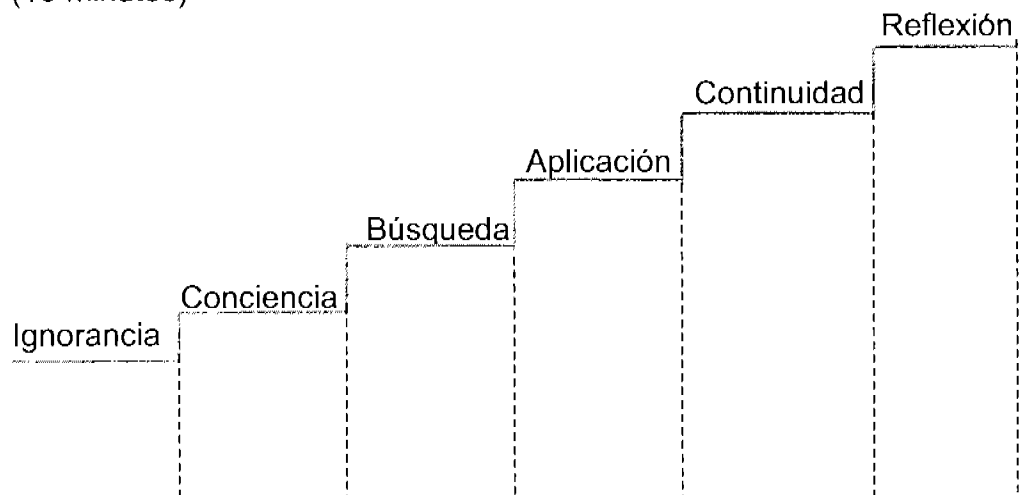 Reflexión
Continuidad
Aplicación
Búsqueda
Conciencia
Ignorancia